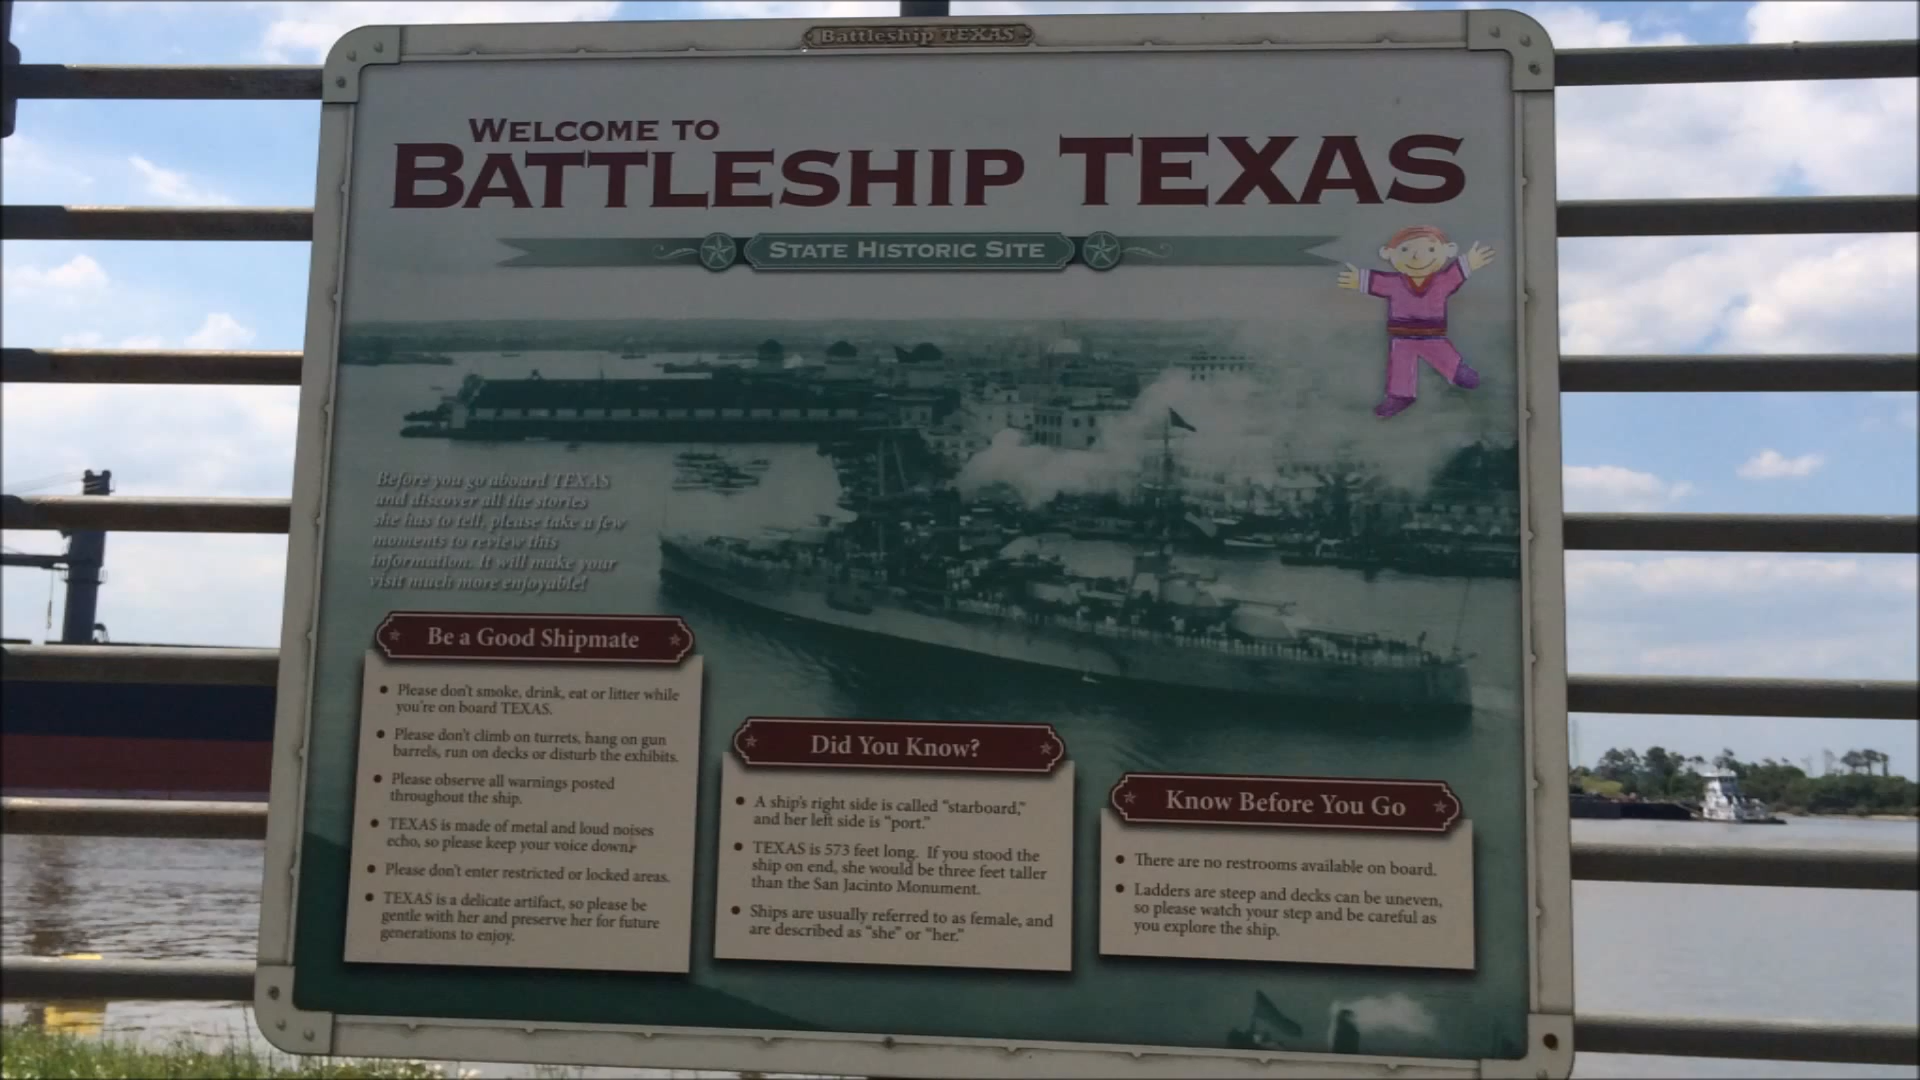 Battleship TEXAS
WELCOME TO
BATTLESHIP TEXAS
STATE HISTORIC SITE
Before you go aboard TEXAS
and discover all the stories
she has to tell, please take a few
moments to review this
information. It will make your
visit much more enjoyable!
Be a Good Shipmate
• Please don't smoke, drink, eat or litter while
you're on board TEXAS.
• Please don't climb on turrets, hang on gun
barrels, run on decks or disturb the exhibits.
• Please observe all warnings posted
throughout the ship.
• TEXAS is made of metal and loud noises
echo, so please keep your voice down.
• Please don't enter restricted or locked areas.
• TEXAS is a delicate artifact, so please be
gentle with her and preserve her for future
generations to enjoy.
Did You Know?
• A ship's right side is called "starboard,"
and her left side is "port."
• TEXAS is 573 feet long. If you stood the
ship on end, she would be three feet taller
than the San Jacinto Monument.
• Ships are usually referred to as female, and
are described as "she" or "her."
Know Before You Go
• There are no restrooms available on board.
• Ladders are steep and decks can be uneven,
so please watch your step and be careful as
you explore the ship.